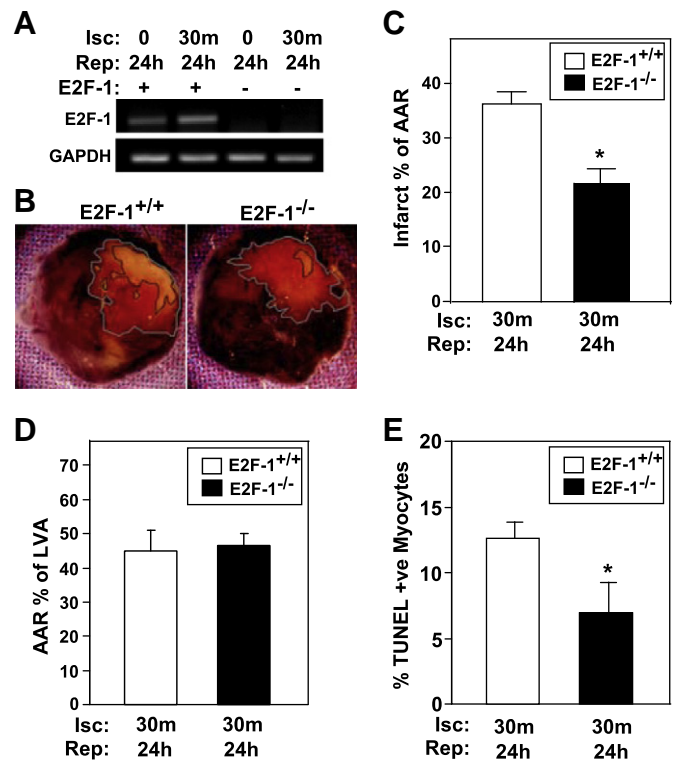 A
Isc: 0 30m 0 30m
Rep: 24h 24h 24h 24h
E2F-1: + + - -
E2F-1
GAPDH
B
E2F-1+/+ E2F-1-/-
C
E2F-1+/+
E2F-1-/-
Infarct % of AAR
40
30
20
10
0
*
Isc: 30m 30m
Rep: 24h 24h
D
E2F-1+/+
E2F-1-/-
AAR % of LVA
70
60
50
40
30
20
10
0
Isc: 30m 30m
Rep: 24h 24h
E
E2F-1+/+
E2F-1-/-
% TUNEL +ve Myocytes
20
15
10
5
0
*
Isc: 30m 30m
Rep: 24h 24h